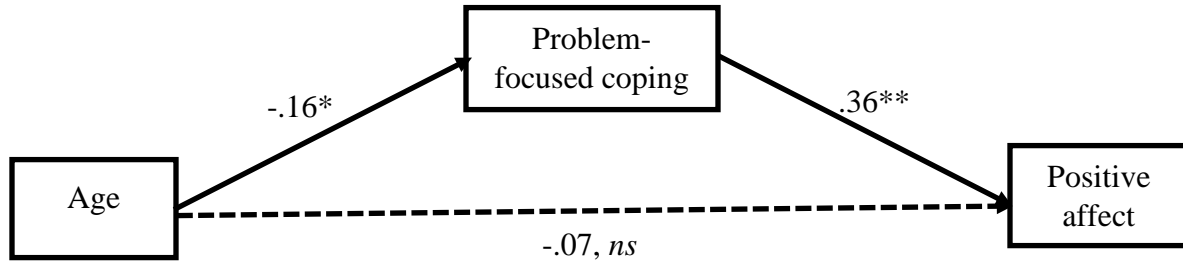 Problem-
focused coping
-.16*
.36**
Age
Positive
affect
-.07, ns